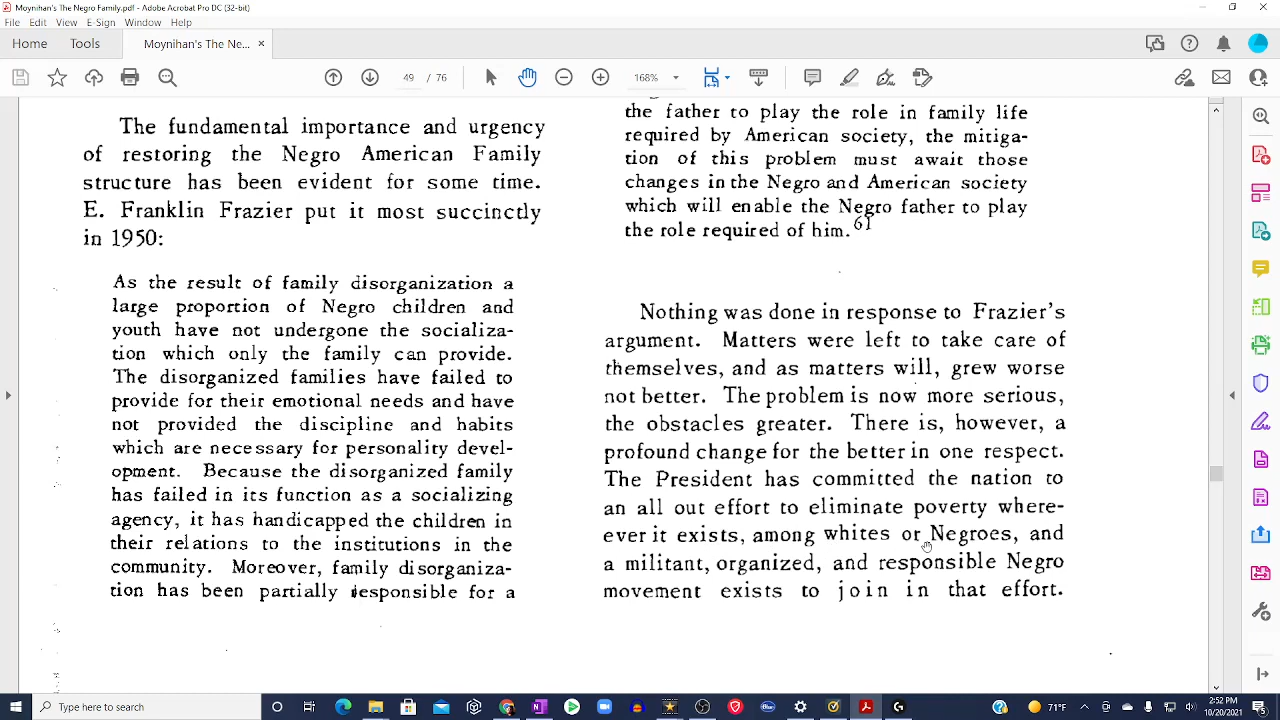 Moynihan's The Negro Family.pdf - Adobe Acrobat Pro DC (32-bit)
File Edit View E-Sign Window Help
Home Tools Moynihan's The Ne... ×
49 / 76 168%
The fundamental importance and urgency
of restoring the Negro American Family
structure has been evident for some time.
E. Franklin Frazier put it most succinctly
in 1950:
As the result of family disorganization a
large proportion of Negro children and
youth have not undergone the socializa-
tion which only the family can provide.
The disorganized families have failed to
provide for their emotional needs and have
not provided the discipline and habits
which are necessary for personality devel-
opment. Because the disorganized family
has failed in its function as a socializing
agency, it has handicapped the children in
their relations to the institutions in the
community. Moreover, family disorganiza-
tion has been partially responsible for a
the father to play the role in family life
required by American society, the mitiga-
tion of this problem must await those
changes in the Negro and American society
which will enable the Negro father to play
the role required of him.61
Nothing was done in response to Frazier's
argument. Matters were left to take care of
themselves, and as matters will, grew worse
not better. The problem is now more serious,
the obstacles greater. There is, however, a
profound change for the better in one respect.
The President has committed the nation to
an all out effort to eliminate poverty where-
ever it exists, among whites or Negroes, and
a militant, organized, and responsible Negro
movement exists to join in that effort.
Type here to search
71°F
2:52 PM
10/20/2021